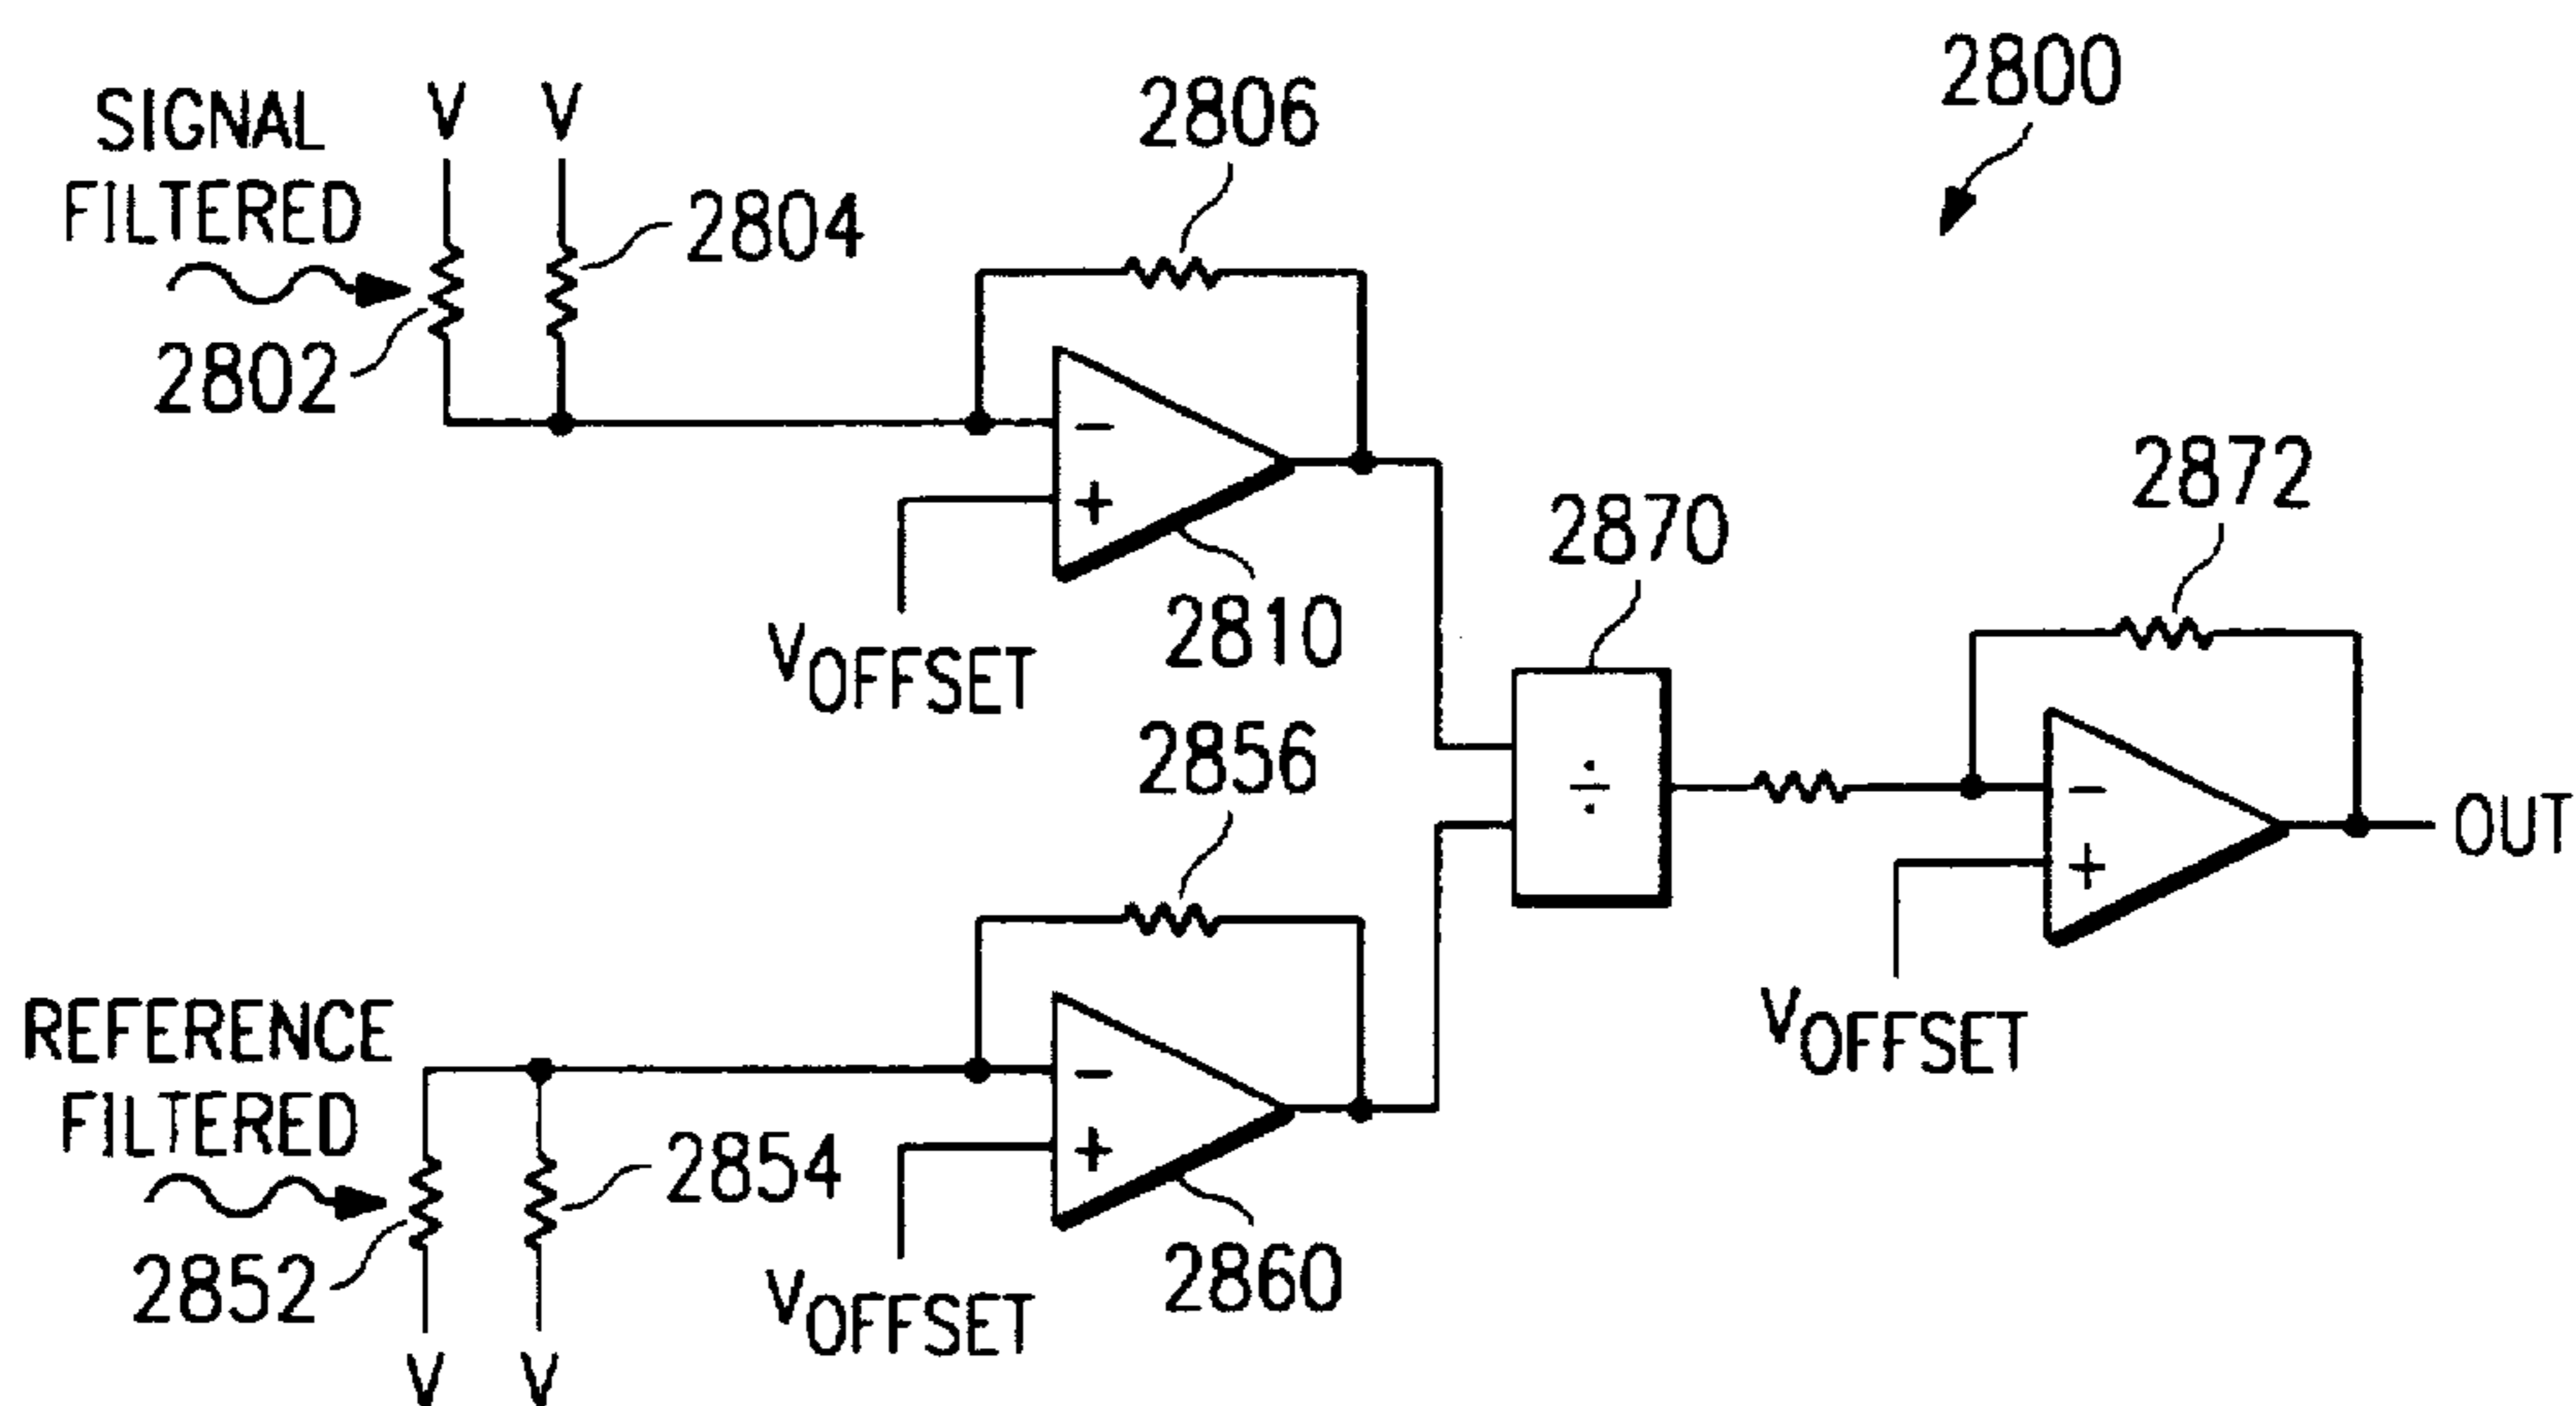 2800
SIGNAL
FILTERED
V V
2802
2804
2806
-
+
2810
VOFFSET
2870
÷
2872
-
+
OUT
VOFFSET
2856
REFERENCE
FILTERED
2852
2854
V V
-
+
2860
VOFFSET